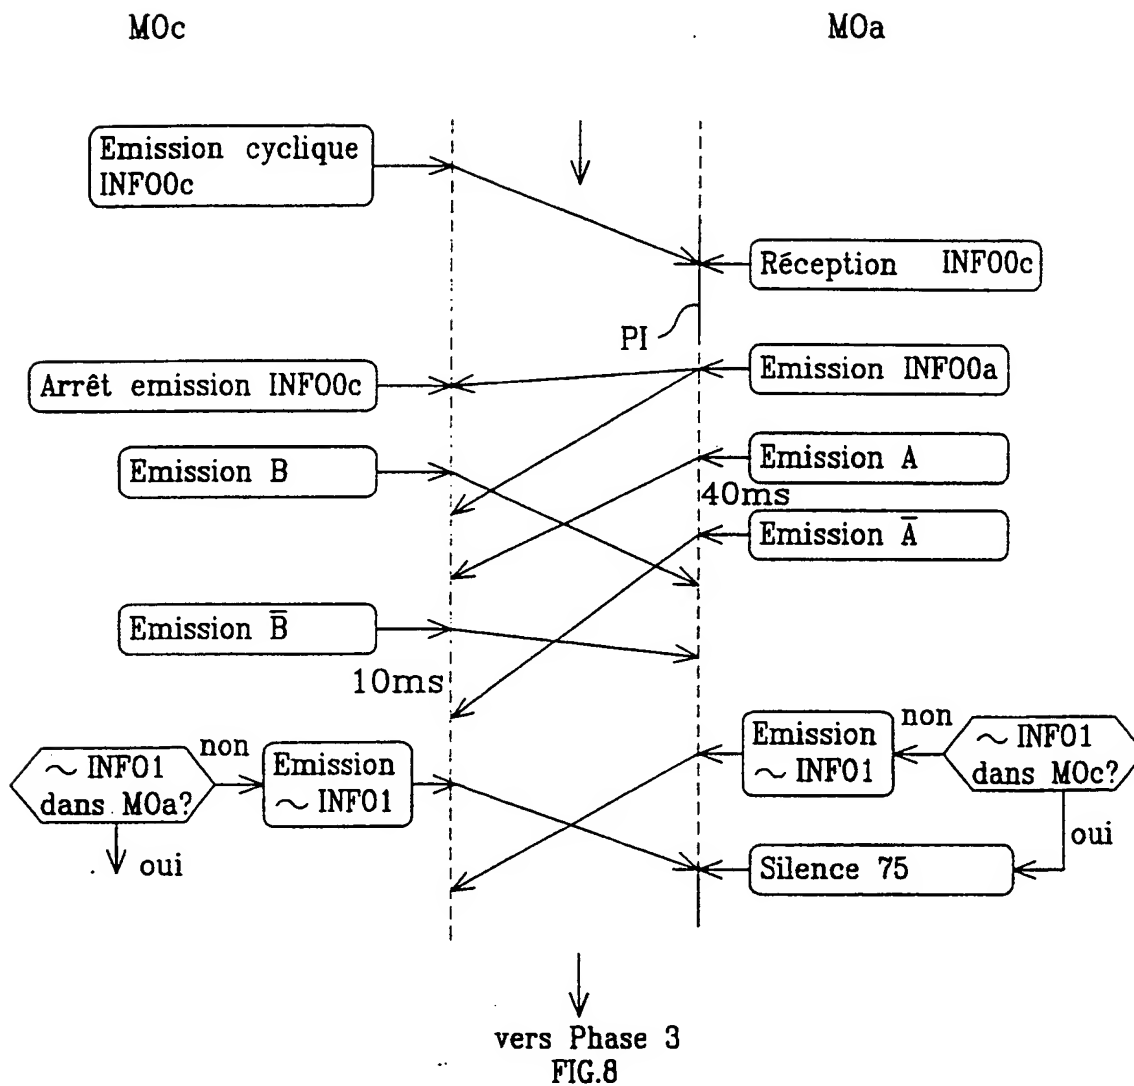 MOc
MOa
Emission cyclique
INFO0c
Réception INFO0c
PI
Arrêt emission INFO0c
Emission INFO0a
Emission B
Emission A
40ms
Emission A̅
Emission B̅
10ms
~ INFO1
dans MOa?
non
Emission
~ INFO1
Emission
~ INFO1
non
~ INFO1
dans MOc?
oui
oui
Silence 75
vers Phase 3
FIG.8